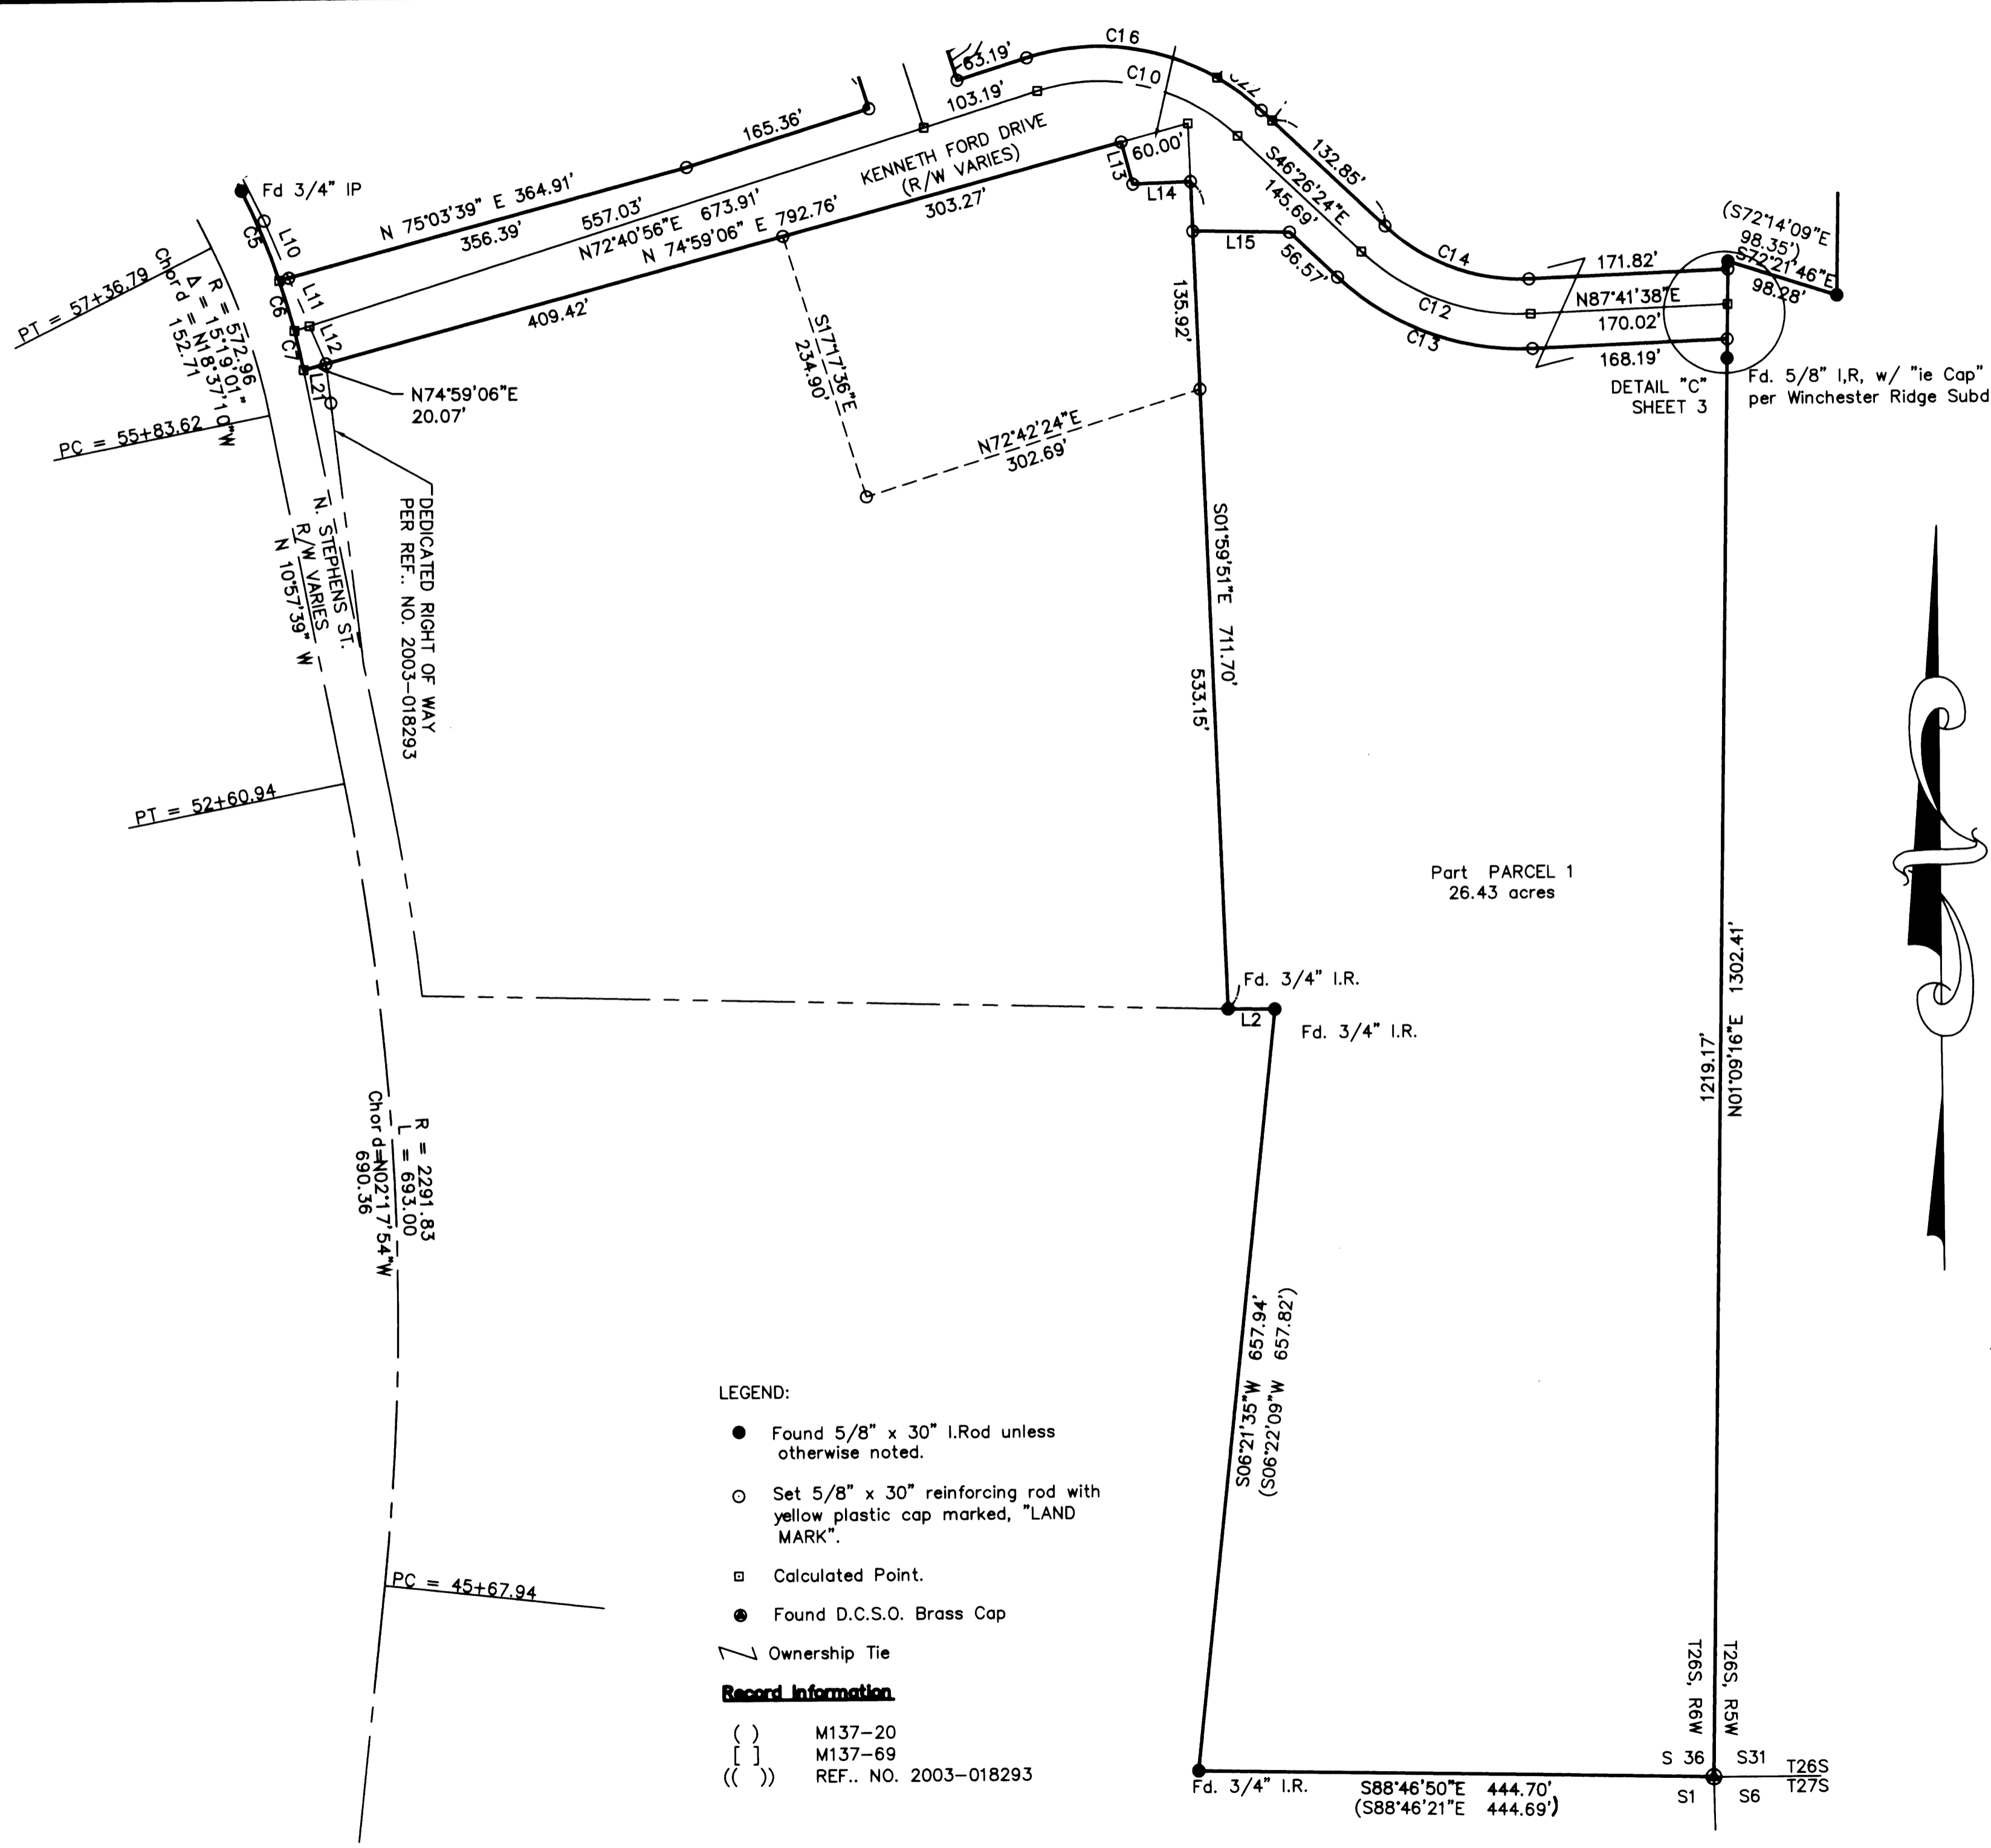 C16
63.19'
C10
103.19'
165.36'
KENNETH FORD DRIVE
(R/W VARIES)
60.00'
L13
L14
132.85'
S46°26'24"E
145.69'
Fd 3/4" IP
N 75°03'39" E 364.91'
356.39'
557.03'
N72°40'56"E 673.91'
N 74°59'06" E 792.76'
303.27'
409.42'
C5
L10
C6
L11
C7
L12
L21
N74°59'06"E
20.07'
L15
56.57'
C14
C12
C13
171.82'
N87°41'38"E
170.02'
168.19'
(S72°14'09"E
98.35')
S72°21'46"E
98.28'
DETAIL "C"
SHEET 3
Fd. 5/8" I,R, w/ "ie Cap"
per Winchester Ridge Subd
PT = 57+36.79
R = 572.96
Δ = 15°19'01"
Chord = N18°37'10"W
152.71
PC = 55+83.62
S17°17'36"E
234.90'
N72°42'24"E
302.69'
135.92'
S01°59'51"E 711.70'
533.15'
DEDICATED RIGHT OF WAY
PER REF.. NO. 2003-018293
N. STEPHENS ST.
R/W VARIES
N 10°57'39" W
PT = 52+60.94
Part PARCEL 1
26.43 acres
Fd. 3/4" I.R.
L2
Fd. 3/4" I.R.
1219.17'
N01°09'16"E 1302.41'
R = 2291.83
L = 693.00
Chord=N02°17'54"W
690.36
S06°21'35"W 657.94'
(S06°22'09"W 657.82')
PC = 45+67.94
LEGEND:
Found 5/8" x 30" I.Rod unless
otherwise noted.
Set 5/8" x 30" reinforcing rod with
yellow plastic cap marked, "LAND
MARK".
Calculated Point.
Found D.C.S.O. Brass Cap
Ownership Tie
Record Information
( ) M137-20
[ ] M137-69
(( )) REF.. NO. 2003-018293
T26S, R6W
T26S, R5W
S 36 S31
T26S
T27S
S1 S6
Fd. 3/4" I.R.
S88°46'50"E 444.70'
(S88°46'21"E 444.69')